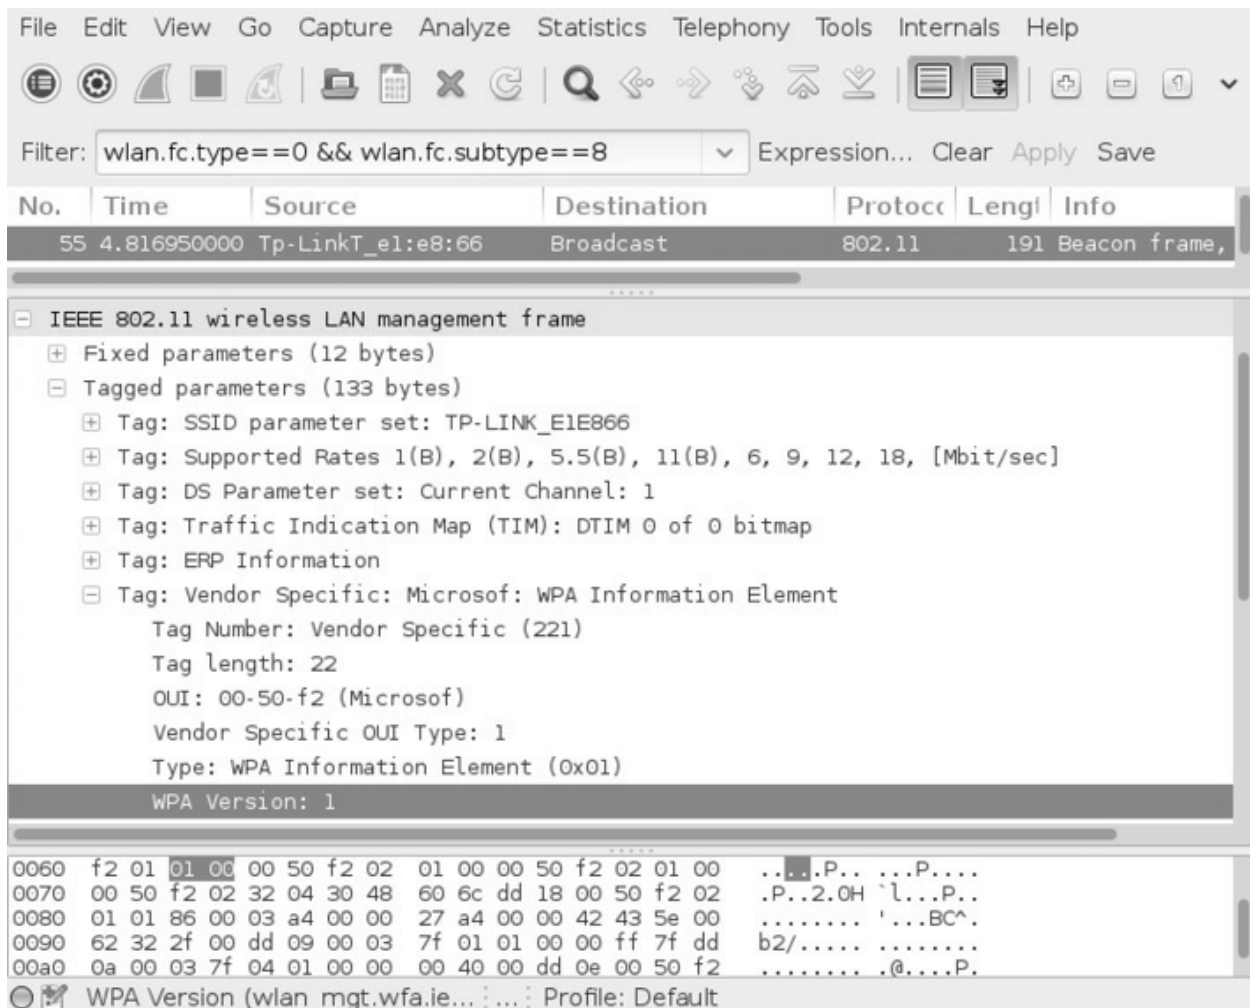 File Edit View Go Capture Analyze Statistics Telephony Tools Internals Help
Filter: wlan.fc.type==0 && wlan.fc.subtype==8 Expression... Clear Apply Save
No. Time Source Destination Protocc Lengl Info
55 4.816950000 Tp-LinkT_e1:e8:66 Broadcast 802.11 191 Beacon frame,
IEEE 802.11 wireless LAN management frame
Fixed parameters (12 bytes)
Tagged parameters (133 bytes)
Tag: SSID parameter set: TP-LINK_E1E866
Tag: Supported Rates 1(B), 2(B), 5.5(B), 11(B), 6, 9, 12, 18, [Mbit/sec]
Tag: DS Parameter set: Current Channel: 1
Tag: Traffic Indication Map (TIM): DTIM 0 of 0 bitmap
Tag: ERP Information
Tag: Vendor Specific: Microsof: WPA Information Element
Tag Number: Vendor Specific (221)
Tag length: 22
OUI: 00-50-f2 (Microsof)
Vendor Specific OUI Type: 1
Type: WPA Information Element (0x01)
WPA Version: 1
0060 f2 01 01 00 00 50 f2 02 01 00 00 50 f2 02 01 00 .....P.. ...P....
0070 00 50 f2 02 32 04 30 48 60 6c dd 18 00 50 f2 02 .P..2.0H `l...P..
0080 01 01 86 00 03 a4 00 00 27 a4 00 00 42 43 5e 00 ........ '...BC^.
0090 62 32 2f 00 dd 09 00 03 7f 01 01 00 00 ff 7f dd b2/..... ........
00a0 0a 00 03 7f 04 01 00 00 00 40 00 dd 0e 00 50 f2 ........ .@....P.
WPA Version (wlan_mgt.wfa.ie... ... Profile: Default